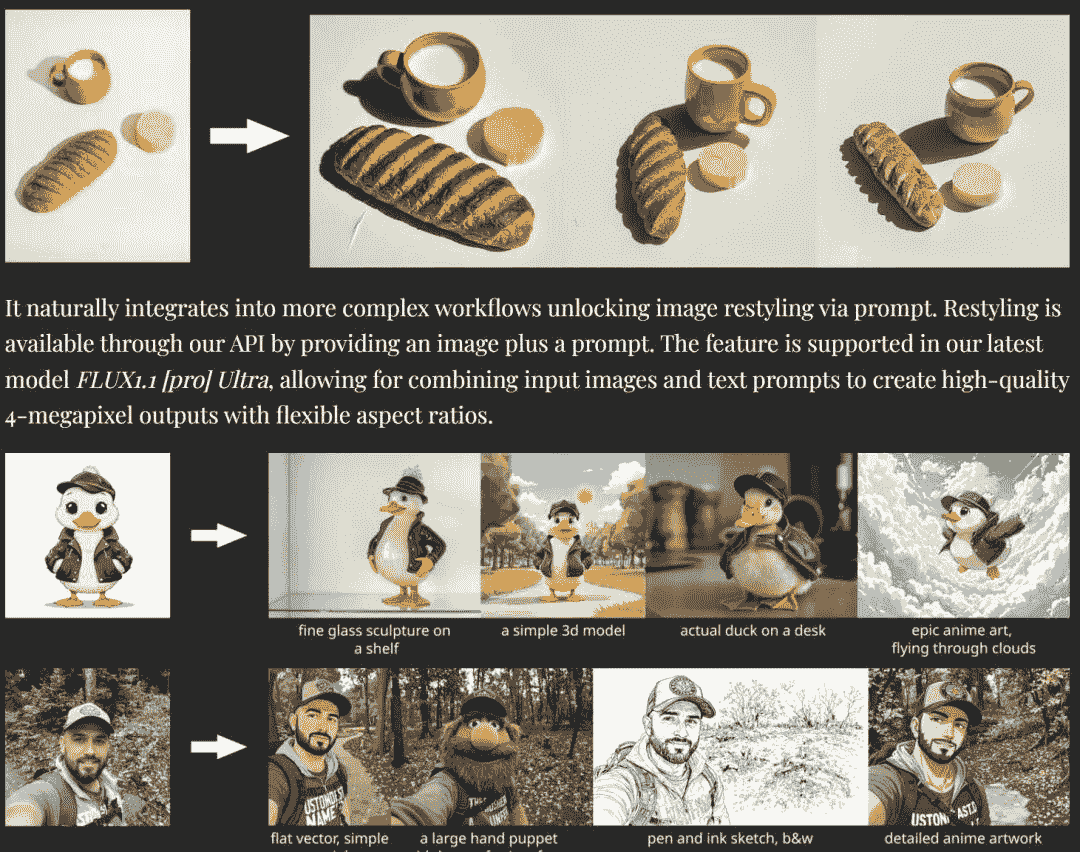 It naturally integrates into more complex workflows unlocking image restyling via prompt. Restyling is
available through our API by providing an image plus a prompt. The feature is supported in our latest
model FLUX1.1 [pro] Ultra, allowing for combining input images and text prompts to create high-quality
4-megapixel outputs with flexible aspect ratios.
fine glass sculpture on
a shelf
a simple 3d model
actual duck on a desk
epic anime art,
flying through clouds
flat vector, simple
a large hand puppet
pen and ink sketch, b&w
detailed anime artwork